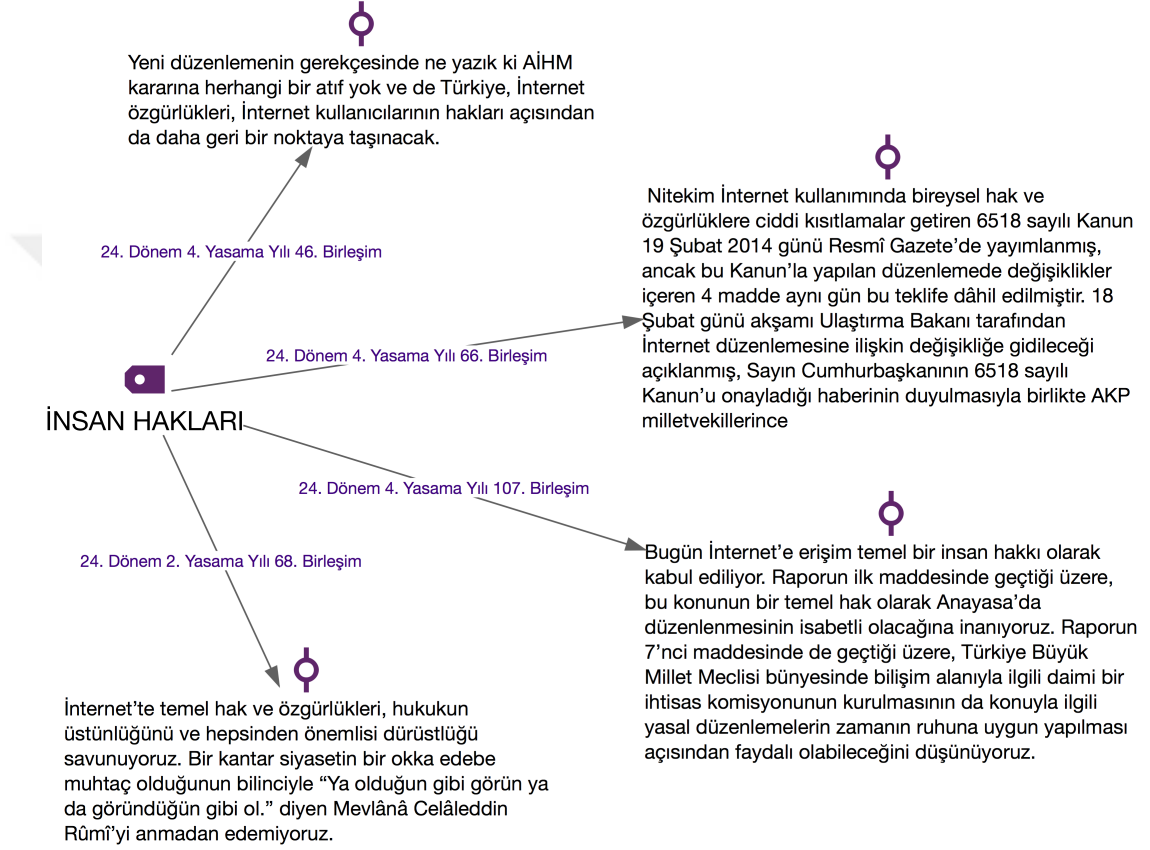 Yeni düzenlemenin gerekçesinde ne yazık ki AİHM
kararına herhangi bir atıf yok ve de Türkiye, İnternet
özgürlükleri, İnternet kullanıcılarının hakları açısından
da daha geri bir noktaya taşınacak.
24. Dönem 4. Yasama Yılı 46. Birleşim
Nitekim İnternet kullanımında bireysel hak ve
özgürlüklere ciddi kısıtlamalar getiren 6518 sayılı Kanun
19 Şubat 2014 günü Resmî Gazete’de yayımlanmış,
ancak bu Kanun’la yapılan düzenlemede değişiklikler
içeren 4 madde aynı gün bu teklife dâhil edilmiştir. 18
Şubat günü akşamı Ulaştırma Bakanı tarafından
İnternet düzenlemesine ilişkin değişikliğe gidileceği
açıklanmış, Sayın Cumhurbaşkanının 6518 sayılı
Kanun’u onayladığı haberinin duyulmasıyla birlikte AKP
milletvekillerince
24. Dönem 4. Yasama Yılı 66. Birleşim
İNSAN HAKLARI
24. Dönem 4. Yasama Yılı 107. Birleşim
Bugün İnternet’e erişim temel bir insan hakkı olarak
kabul ediliyor. Raporun ilk maddesinde geçtiği üzere,
bu konunun bir temel hak olarak Anayasa’da
düzenlenmesinin isabetli olacağına inanıyoruz. Raporun
7’nci maddesinde de geçtiği üzere, Türkiye Büyük
Millet Meclisi bünyesinde bilişim alanıyla ilgili daimi bir
ihtisas komisyonunun kurulmasının da konuyla ilgili
yasal düzenlemelerin zamanın ruhuna uygun yapılması
açısından faydalı olabileceğini düşünüyoruz.
24. Dönem 2. Yasama Yılı 68. Birleşim
İnternet’te temel hak ve özgürlükleri, hukukun
üstünlüğünü ve hepsinden önemlisi dürüstlüğü
savunuyoruz. Bir kantar siyasetin bir okka edebe
muhtaç olduğunun bilinciyle “Ya olduğun gibi görün ya
da göründüğün gibi ol.” diyen Mevlânâ Celâleddin
Rûmî’yi anmadan edemiyoruz.